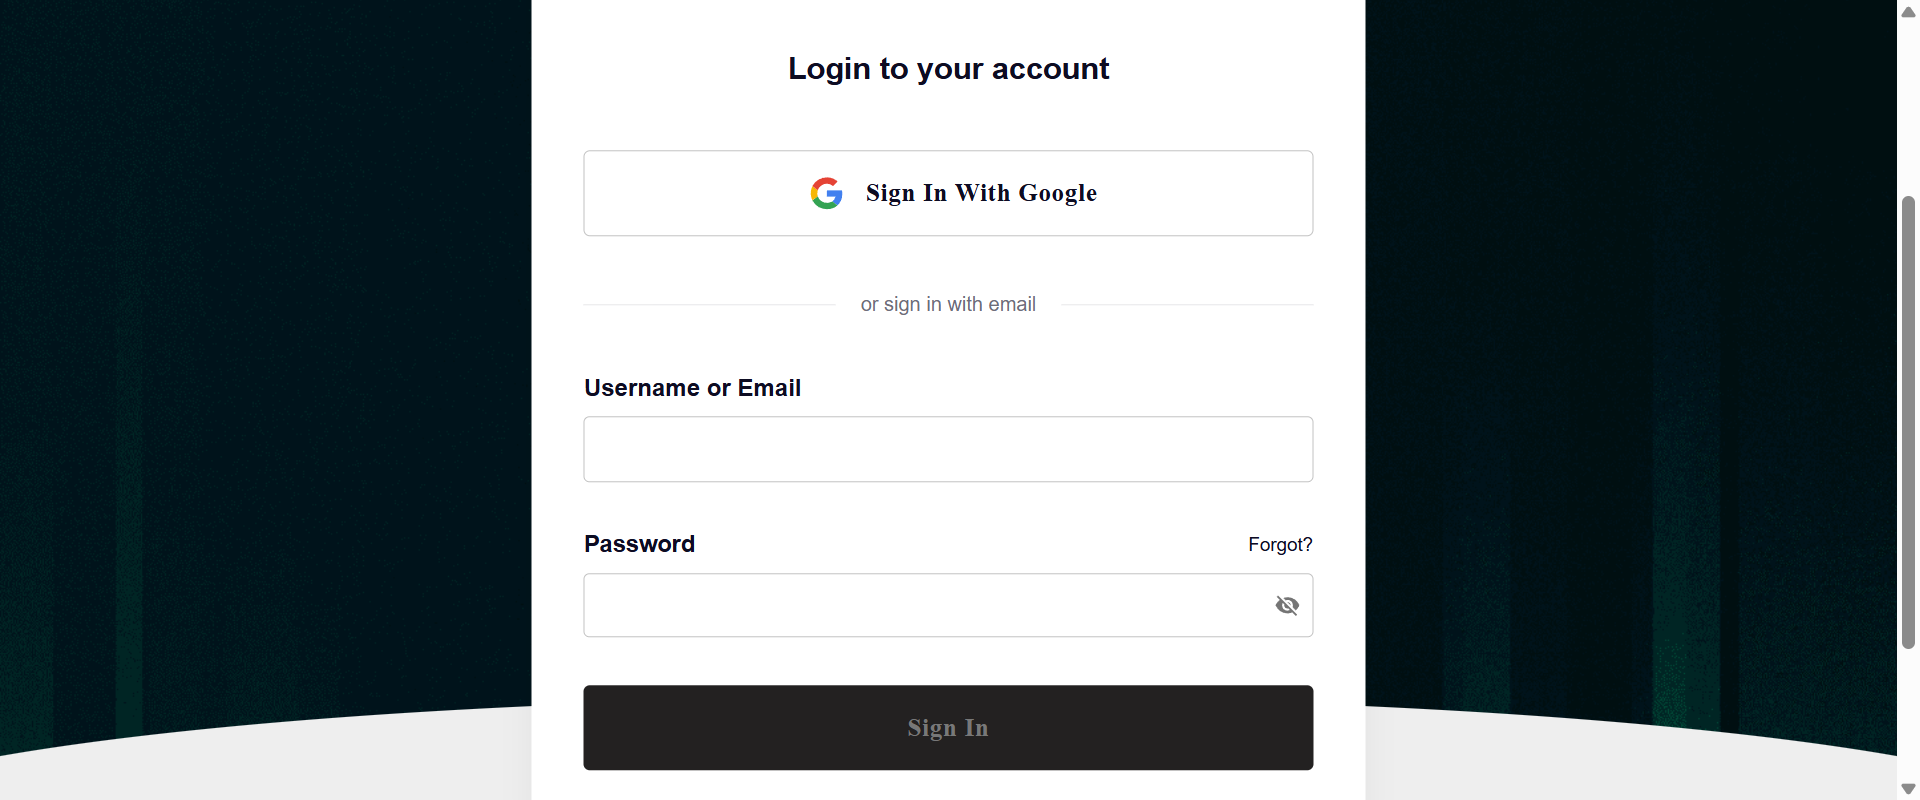 Login to your account
Sign In With Google
or sign in with email
Username or Email
Password
Forgot?
Sign In